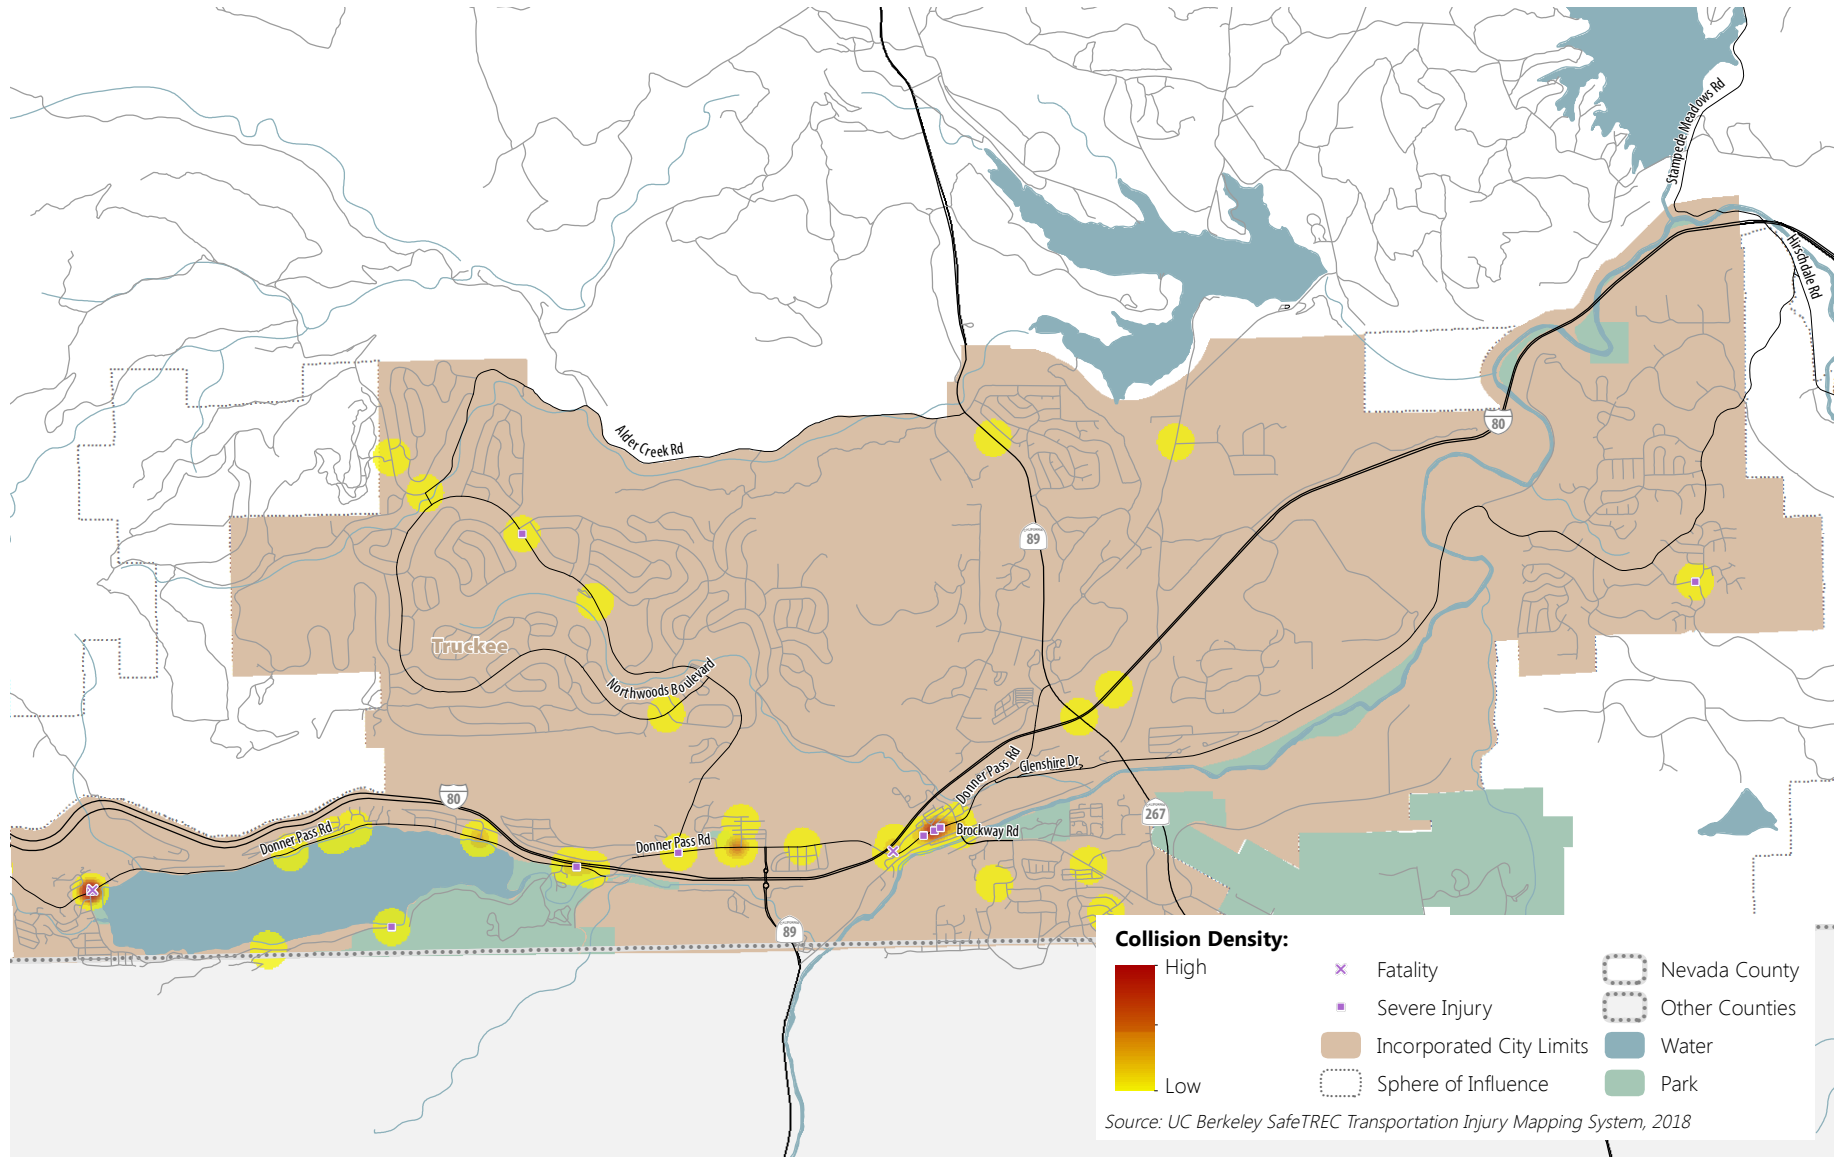 Stampede Meadows Rd
Hirschdale Rd
Alder Creek Rd
80
CALIFORNIA
89
Truckee
Northwoods Boulevard
Donner Pass Rd
Glenshire Dr
80
CALIFORNIA
267
Donner Pass Rd
Donner Pass Rd
Brockway Rd
CALIFORNIA
89
Collision Density:
High
Low
Fatality
Severe Injury
Incorporated City Limits
Sphere of Influence
Nevada County
Other Counties
Water
Park
Source: UC Berkeley SafeTREC Transportation Injury Mapping System, 2018